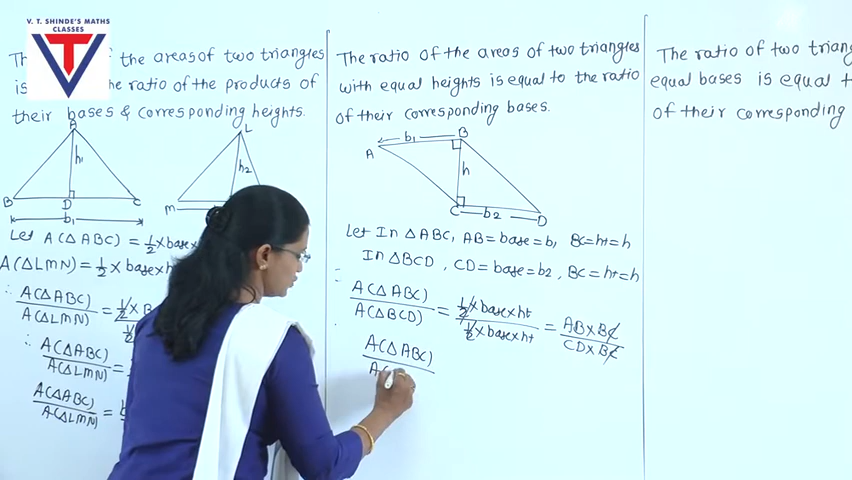 V. T. SHINDE'S MATHS
CLASSES
VT
the areas of two triangles
is the ratio of the products of
their bases & corresponding heights.
A
h1
B
D
C
b1
L
h2
M
Let A(△ABC) = 1/2 × base
A(△LMN) = 1/2 × base × h
∴ A(△ABC)/A(△LMN) = 1/2 × B
∴ A(△ABC)/A(△LMN) =
A(△ABC)/A(△LMN) =
The ratio of the areas of two triangles
with equal heights is equal to the ratio
of their corresponding bases.
b1
A
B
h
C
b2
D
Let In △ABC, AB = base = b, BC = ht = h
In △BCD, CD = base = b2, BC = ht = h
∴ A(△ABC)/A(△BCD) = 1/2 × base × ht / 1/2 × base × ht = AB × BC / CD × BC
A(△ABC)
A(
The ratio of two triang
equal bases is equal t
of their corresponding